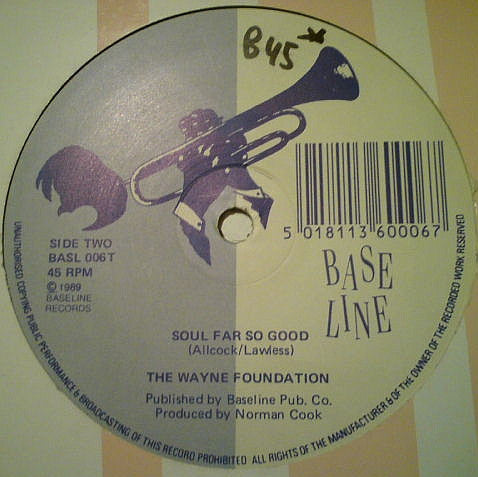 B45
5 018113 600067
BASE
LINE
SIDE TWO
BASL 006T
45 RPM
© 1989
BASELINE
RECORDS
SOUL FAR SO GOOD
(Allcock/Lawless)
THE WAYNE FOUNDATION
Published by Baseline Pub. Co.
Produced by Norman Cook
UNAUTHORISED COPYING PUBLIC PERFORMANCE & BROADCASTING OF THIS RECORD PROHIBITED ALL RIGHTS OF THE MANUFACTURER & OF THE OWNER OF THE RECORDED WORK RESERVED